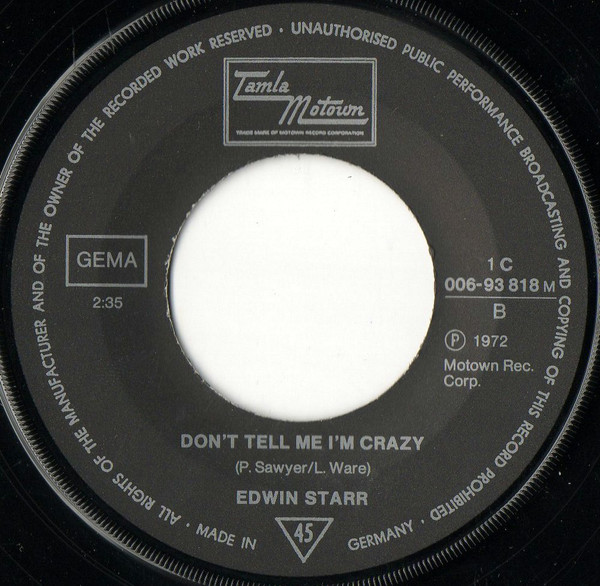 ALL RIGHTS OF THE MANUFACTURER AND OF THE OWNER OF THE RECORDED WORK RESERVED · UNAUTHORISED PUBLIC PERFORMANCE BROADCASTING AND COPYING OF THIS RECORD PROHIBITED ·
Tamla
Motown
TRADE MARK OF MOTOWN RECORD CORPORATION
GEMA
2:35
1 C
006-93 818 M
B
Ⓟ 1972
Motown Rec.
Corp.
DON'T TELL ME I'M CRAZY
(P. Sawyer/L. Ware)
EDWIN STARR
45
· MADE IN GERMANY ·